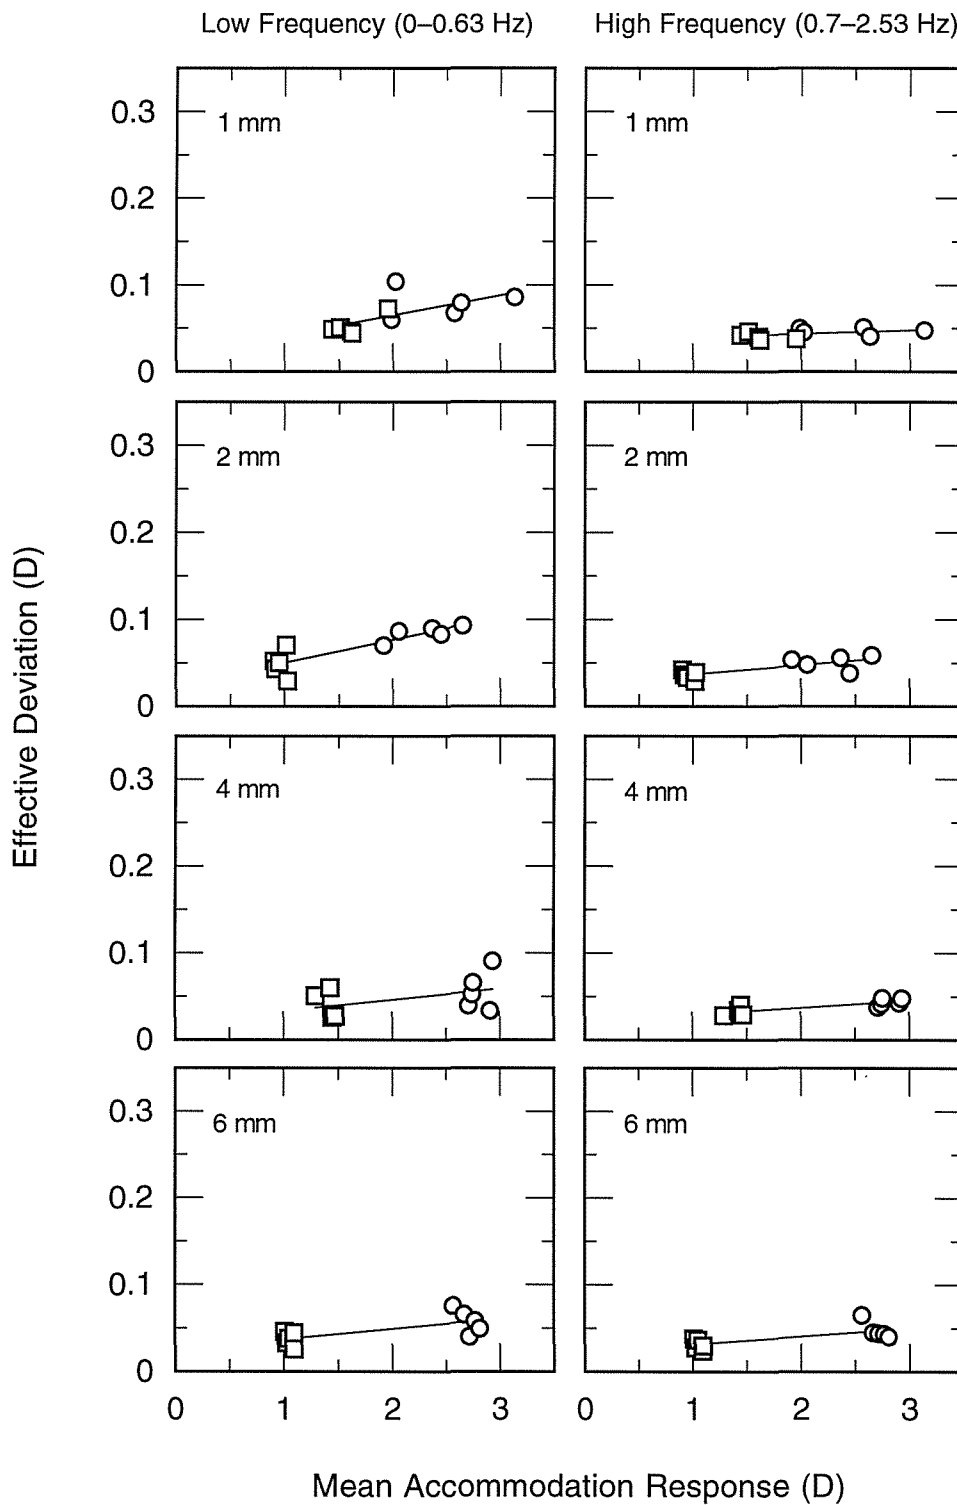 Low Frequency (0–0.63 Hz) High Frequency (0.7–2.53 Hz)
0.3
1 mm 1 mm
0.2
0.1
0
0.3
2 mm 2 mm
0.2
0.1
0
Effective Deviation (D)
0.3
4 mm 4 mm
0.2
0.1
0
0.3
6 mm 6 mm
0.2
0.1
0
0 1 2 3 0 1 2 3
Mean Accommodation Response (D)